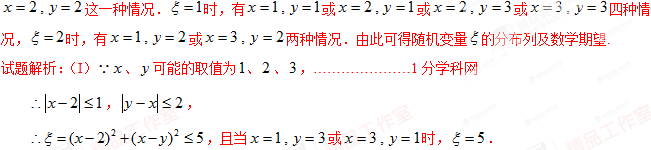 x = 2, y = 2这一种情况．ξ = 1时，有x = 1, y = 1或x = 2, y = 1或x = 2, y = 3或x = 3, y = 3四种情
况，ξ = 2时，有x = 1, y = 2或x = 3, y = 2两种情况．由此可得随机变量ξ的分布列及数学期望.
试题解析：(I) ∵ x、y可能的取值为1、2、3，.....................1分学科网
∴|x−2| ≤ 1，|y−x| ≤ 2，
∴ξ = (x−2)² + (x−y)² ≤ 5，且当x = 1, y = 3或x = 3, y = 1时，ξ = 5．